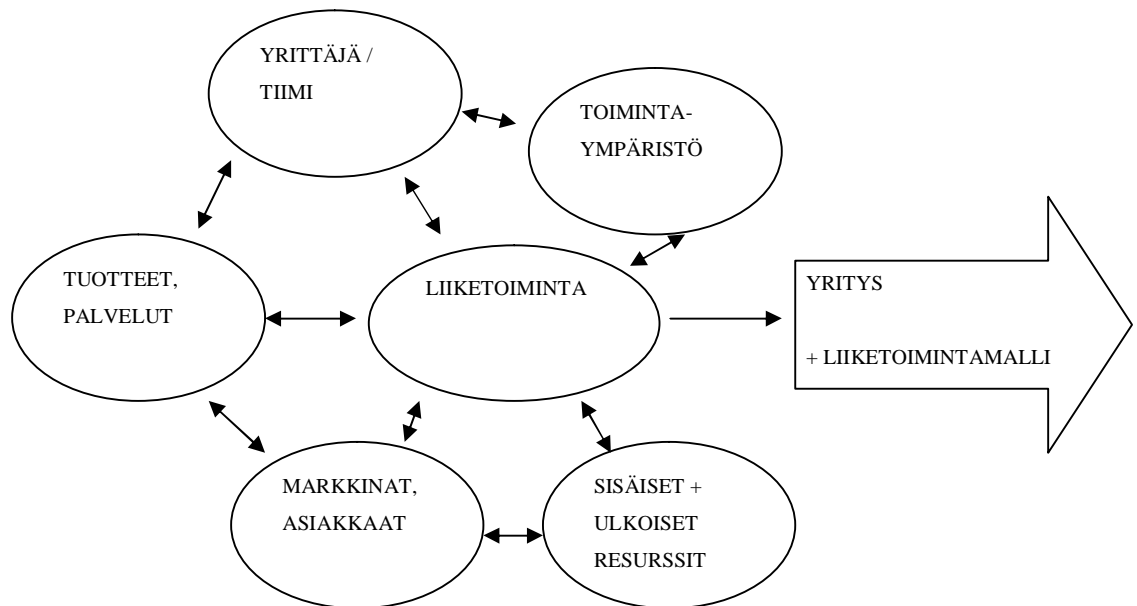 YRITTÄJÄ /
TIIMI
TOIMINTA-
YMPÄRISTÖ
TUOTTEET,
PALVELUT
LIIKETOIMINTA
YRITYS
+ LIIKETOIMINTAMALLI
MARKKINAT,
ASIAKKAAT
SISÄISET +
ULKOISET
RESURSSIT